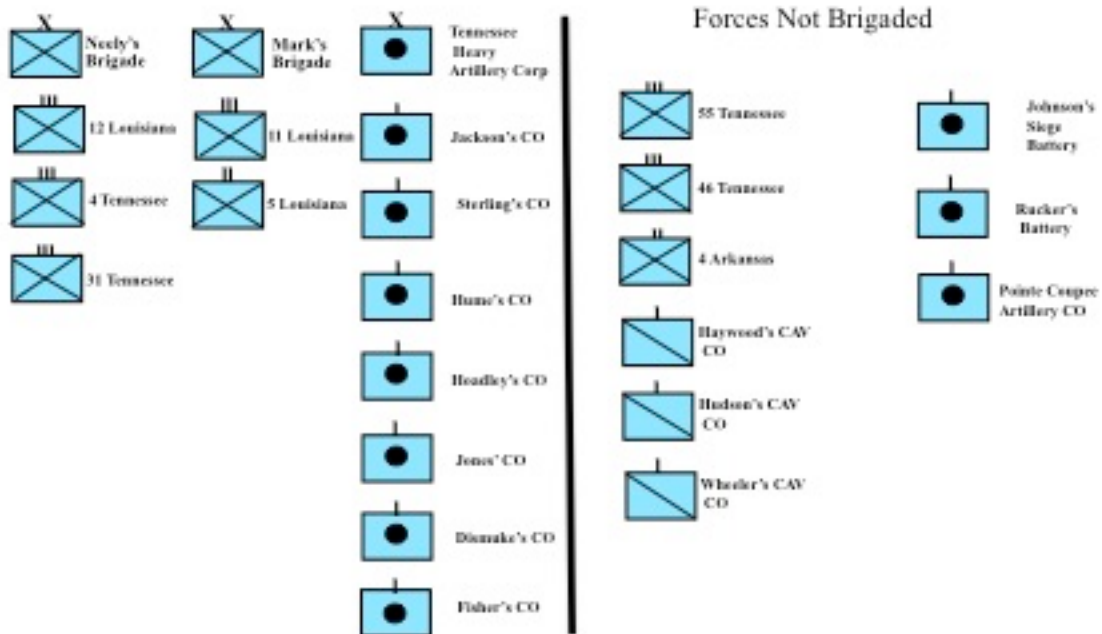 Forces Not Brigaded
X
Neely's
Brigade
III
12 Louisiana
III
4 Tennessee
III
31 Tennessee
X
Mark's
Brigade
III
11 Louisiana
II
5 Louisiana
X
Tennessee
Heavy
Artillery Corp
I
Jackson's CO
I
Sterling's CO
I
Hume's CO
I
Hoadley's CO
I
Jones' CO
I
Dismuke's CO
I
Fisher's CO
III
55 Tennessee
III
46 Tennessee
II
4 Arkansas
I
Haywood's CAV
CO
I
Hudson's CAV
CO
I
Wheeler's CAV
CO
I
Johnson's
Siege
Battery
I
Rucker's
Battery
I
Pointe Coupee
Artillery CO